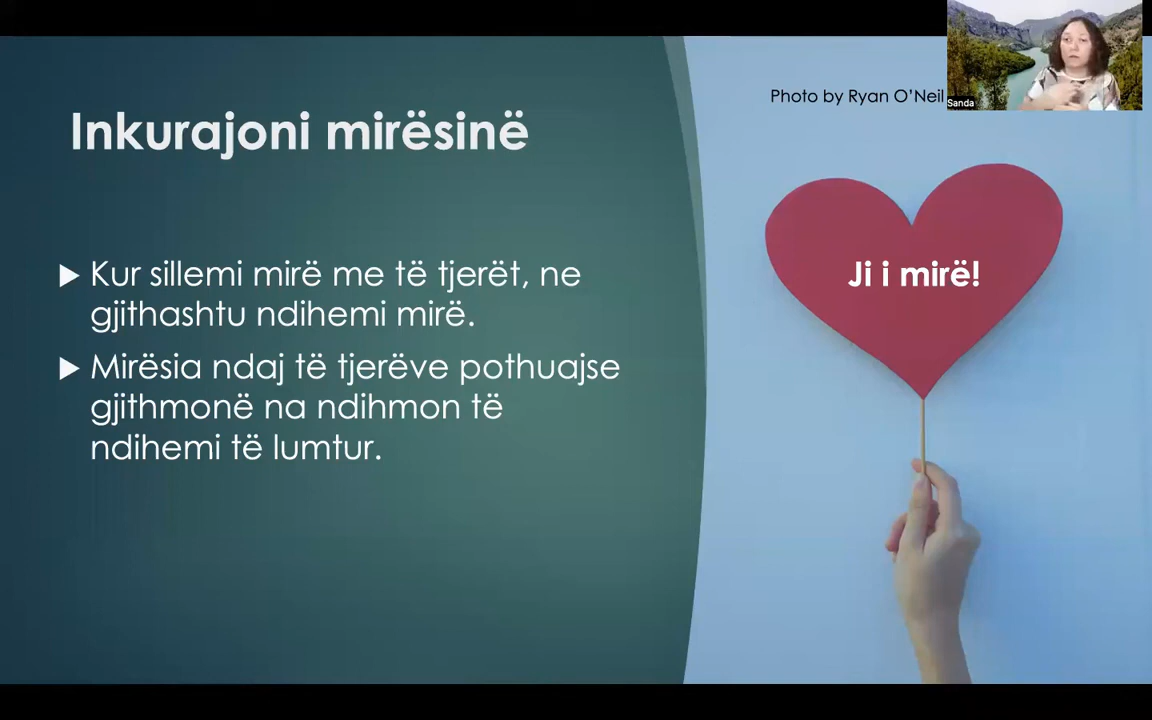 Inkurajoni mirësinë
Kur sillemi mirë me të tjerët, ne
gjithashtu ndihemi mirë.
Mirësia ndaj të tjerëve pothuajse
gjithmonë na ndihmon të
ndihemi të lumtur.
Photo by Ryan O’Neil
Sanda
Ji i mirë!